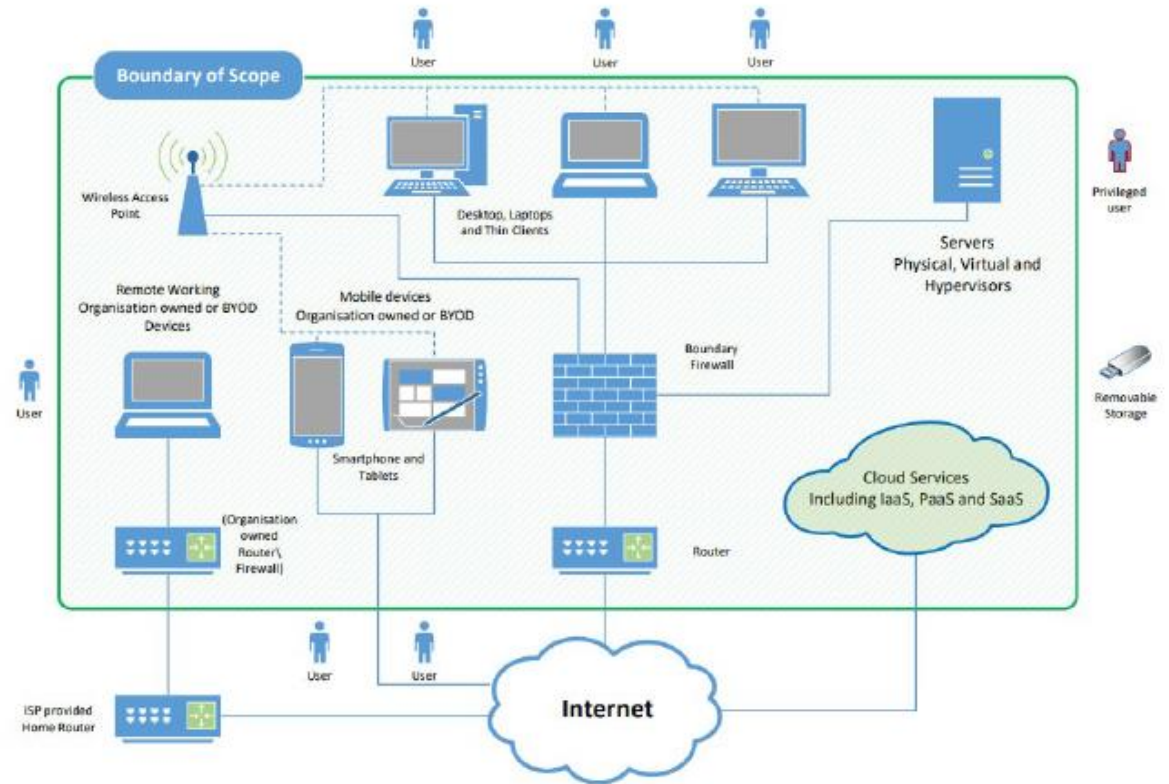 User
User
User
Boundary of Scope
Wireless Access
Point
Desktop, Laptops
and Thin Clients
Privileged
user
Servers
Physical, Virtual and
Hypervisors
Remote Working
Organisation owned or BYOD
Devices
Mobile devices
Organisation owned or BYOD
Boundary
Firewall
User
Removable
Storage
Smartphone and
Tablets
Cloud Services
Including IaaS, PaaS and SaaS
(Organisation
owned
Router\
Firewall)
Router
User
User
ISP provided
Home Router
Internet